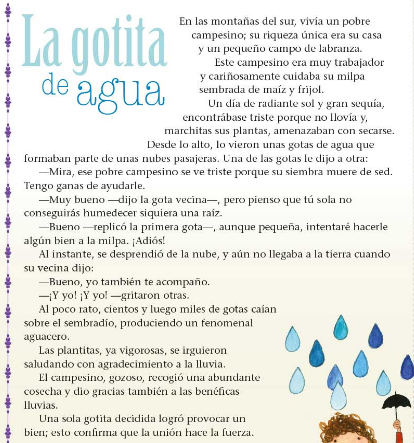 La gotita
de agua
En las montañas del sur, vivía un pobre
campesino; su riqueza única era su casa
y un pequeño campo de labranza.
Este campesino era muy trabajador
y cariñosamente cuidaba su milpa
sembrada de maíz y frijol.
Un día de radiante sol y gran sequía,
encontrábase triste porque no llovía y,
marchitas sus plantas, amenazaban con secarse.
Desde lo alto, lo vieron unas gotas de agua que
formaban parte de unas nubes pasajeras. Una de las gotas le dijo a otra:
—Mira, ese pobre campesino se ve triste porque su siembra muere de sed.
Tengo ganas de ayudarle.
—Muy bueno —dijo la gota vecina—, pero pienso que tú sola no
conseguirás humedecer siquiera una raíz.
—Bueno —replicó la primera gota—, aunque pequeña, intentaré hacerle
algún bien a la milpa. ¡Adiós!
Al instante, se desprendió de la nube, y aún no llegaba a la tierra cuando
su vecina dijo:
—Bueno, yo también te acompaño.
—¡Y yo! ¡Y yo! —gritaron otras.
Al poco rato, cientos y luego miles de gotas caían
sobre el sembradío, produciendo un fenomenal
aguacero.
Las plantitas, ya vigorosas, se irguieron
saludando con agradecimiento a la lluvia.
El campesino, gozoso, recogió una abundante
cosecha y dio gracias también a las benéficas
lluvias.
Una sola gotita decidida logró provocar un
bien; esto confirma que la unión hace la fuerza.